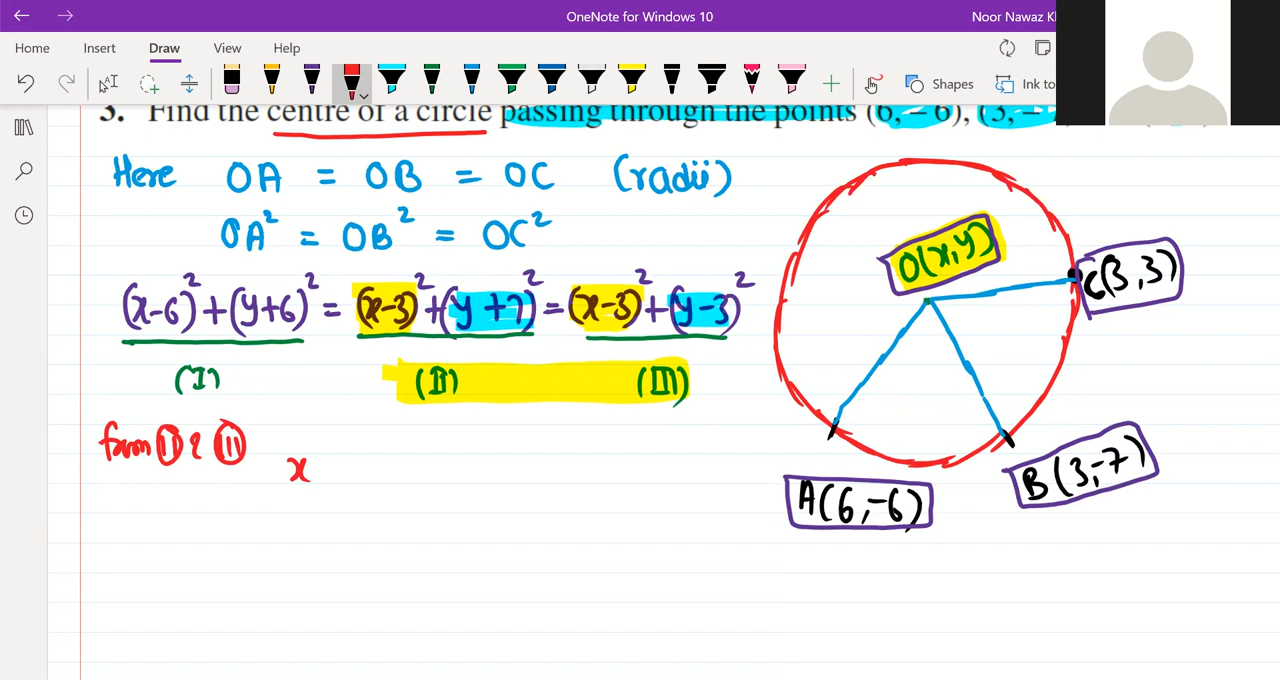 OneNote for Windows 10
Noor Nawaz
Home Insert Draw View Help
Shapes Ink to
3. Find the centre of a circle passing through the points (6, – 6), (3, –
Here OA = OB = OC (radii)
OA² = OB² = OC²
(x-6)² + (y+6)² = (x-3)² + (y+7)² = (x-3)² + (y-3)²
(I) (II) (III)
from (II) & (III)
x
O(x,y)
C(3,3)
A(6,-6)
B(3,-7)